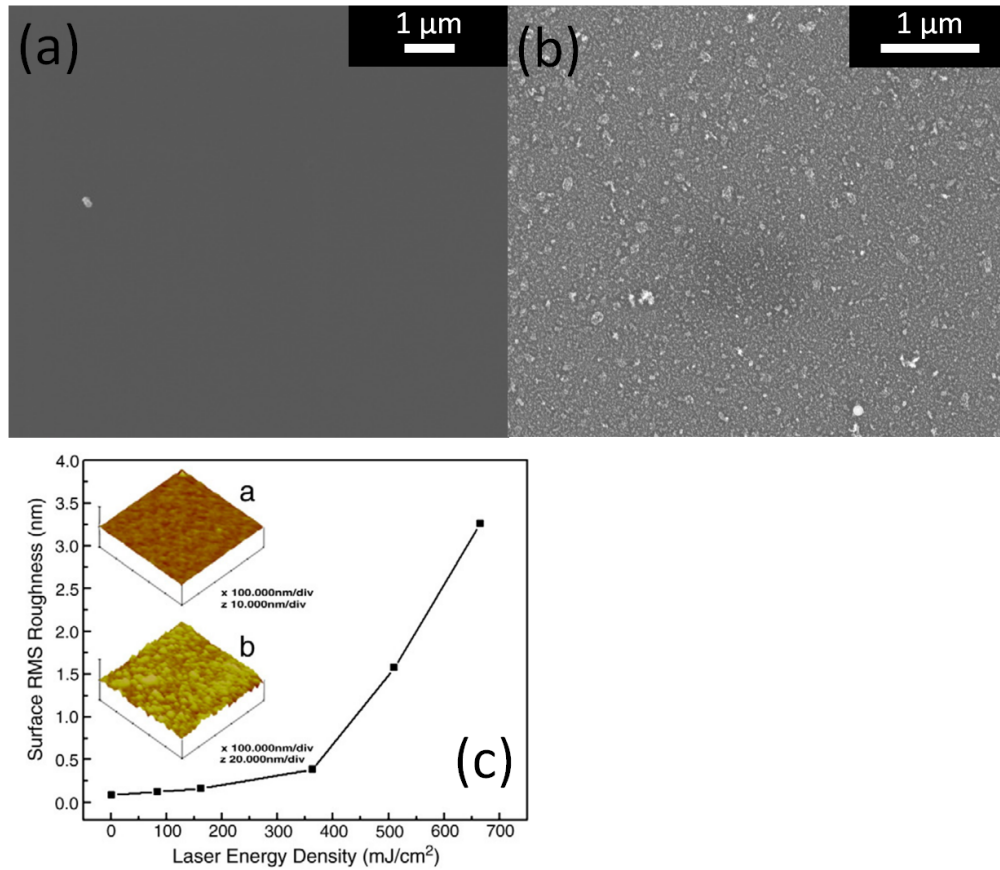 (a)
1 μm
(b)
1 μm
Surface RMS Roughness (nm)
4.0
3.5
3.0
2.5
2.0
1.5
1.0
0.5
0.0
a
x 100.000nm/div
z 10.000nm/div
b
x 100.000nm/div
z 20.000nm/div
(c)
0 100 200 300 400 500 600 700
Laser Energy Density (mJ/cm²)